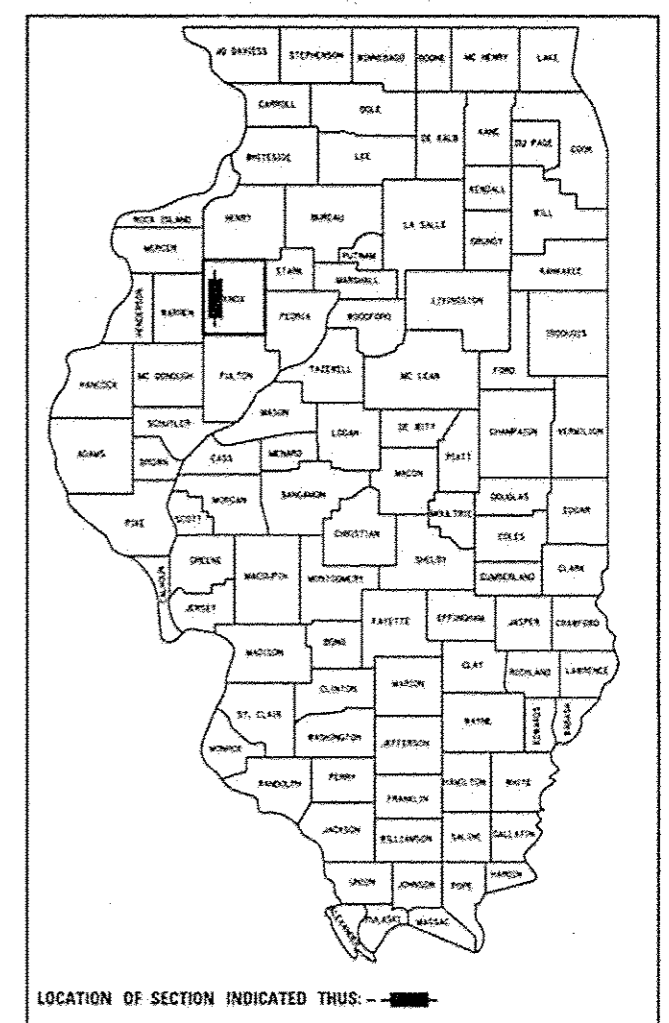 JO DAVIESS STEPHENSON WINNEBAGO BOONE MC HENRY LAKE
CARROLL OGLE DE KALB KANE DU PAGE COOK
WHITESIDE LEE KENDALL WILL
ROCK ISLAND HENRY BUREAU LA SALLE GRUNDY
MERCER PUTNAM KANKAKEE
STARK MARSHALL
HENDERSON WARREN KNOX PEORIA WOODFORD LIVINGSTON IROQUOIS
HANCOCK MC DONOUGH FULTON TAZEWELL MC LEAN FORD
MASON
SCHUYLER LOGAN DE WITT CHAMPAIGN VERMILION
ADAMS BROWN CASS MENARD PIATT
MACON
PIKE SCOTT MORGAN SANGAMON MOULTRIE DOUGLAS EDGAR
CHRISTIAN COLES
CALHOUN GREENE MACOUPIN MONTGOMERY SHELBY CUMBERLAND CLARK
JERSEY
FAYETTE EFFINGHAM JASPER CRAWFORD
MADISON BOND
CLAY RICHLAND LAWRENCE
CLINTON MARION
ST. CLAIR WAYNE EDWARDS WABASH
MONROE WASHINGTON JEFFERSON
RANDOLPH PERRY HAMILTON WHITE
FRANKLIN
JACKSON WILLIAMSON SALINE GALLATIN
UNION JOHNSON POPE HARDIN
ALEXANDER PULASKI MASSAC
LOCATION OF SECTION INDICATED THUS: